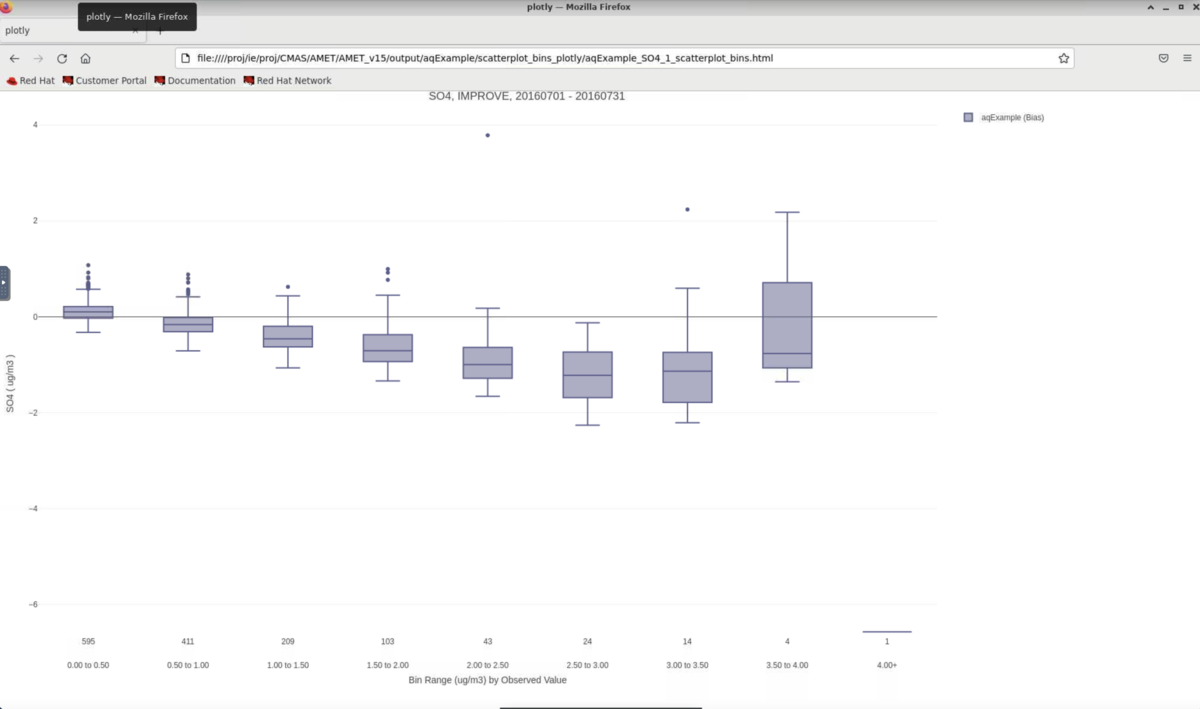 plotly — Mozilla Firefox
plotly — Mozilla Firefox
plotly
file:////proj/ie/proj/CMAS/AMET/AMET_v15/output/aqExample/scatterplot_bins_plotly/aqExample_SO4_1_scatterplot_bins.html
Red Hat Customer Portal Documentation Red Hat Network
SO4, IMPROVE, 20160701 - 20160731
aqExample (Bias)
4
2
0
−2
−4
−6
SO4 ( ug/m3 )
595 411 209 103 43 24 14 4 1
0.00 to 0.50 0.50 to 1.00 1.00 to 1.50 1.50 to 2.00 2.00 to 2.50 2.50 to 3.00 3.00 to 3.50 3.50 to 4.00 4.00+
Bin Range (ug/m3) by Observed Value